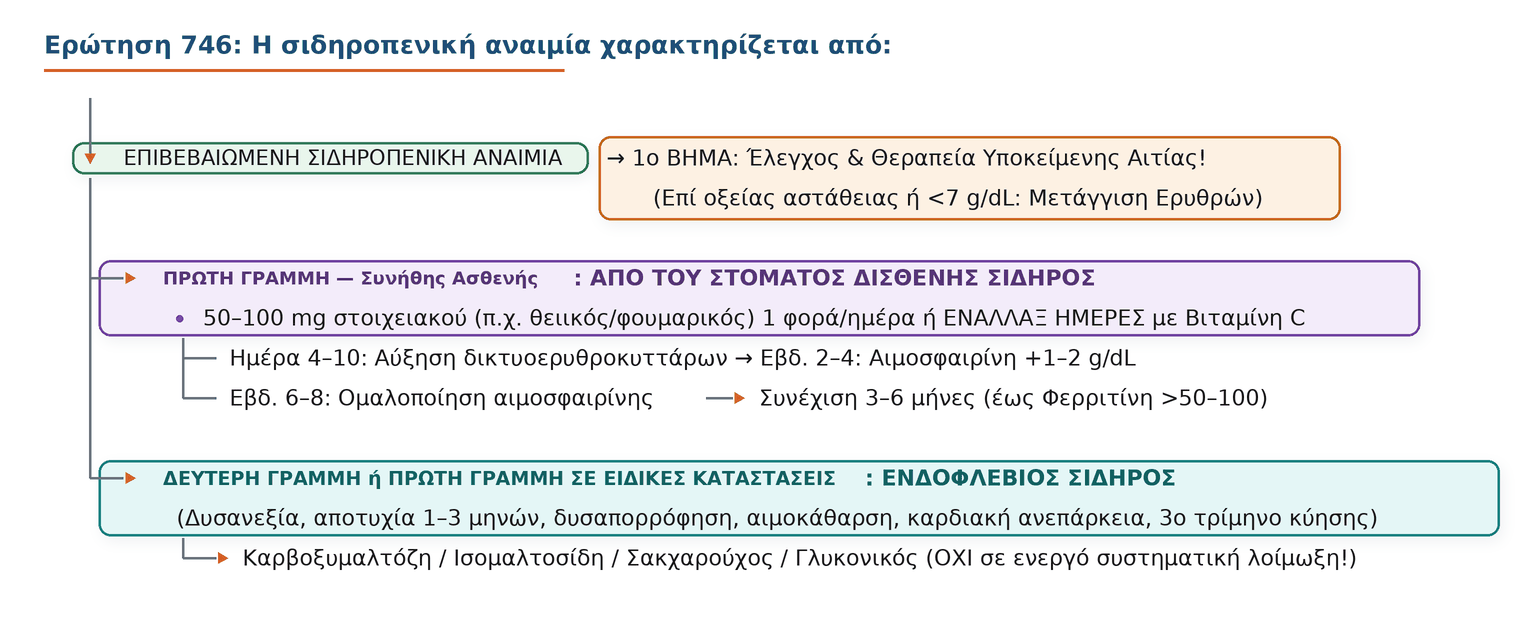 Ερώτηση 746: Η σιδηροπενική αναιμία χαρακτηρίζεται από:
ΕΠΙΒΕΒΑΙΩΜΕΝΗ ΣΙΔΗΡΟΠΕΝΙΚΗ ΑΝΑΙΜΙΑ → 1ο ΒΗΜΑ: Έλεγχος & Θεραπεία Υποκείμενης Αιτίας!
(Επί οξείας αστάθειας ή <7 g/dL: Μετάγγιση Ερυθρών)
ΠΡΩΤΗ ΓΡΑΜΜΗ — Συνήθης Ασθενής : ΑΠΟ ΤΟΥ ΣΤΟΜΑΤΟΣ ΔΙΣΘΕΝΗΣ ΣΙΔΗΡΟΣ
• 50–100 mg στοιχειακού (π.χ. θειικός/φουμαρικός) 1 φορά/ημέρα ή ΕΝΑΛΛΑΞ ΗΜΕΡΕΣ με Βιταμίνη C
Ημέρα 4–10: Αύξηση δικτυοερυθροκυττάρων → Εβδ. 2–4: Αιμοσφαιρίνη +1–2 g/dL
Εβδ. 6–8: Ομαλοποίηση αιμοσφαιρίνης Συνέχιση 3–6 μήνες (έως Φερριτίνη >50–100)
ΔΕΥΤΕΡΗ ΓΡΑΜΜΗ ή ΠΡΩΤΗ ΓΡΑΜΜΗ ΣΕ ΕΙΔΙΚΕΣ ΚΑΤΑΣΤΑΣΕΙΣ : ΕΝΔΟΦΛΕΒΙΟΣ ΣΙΔΗΡΟΣ
(Δυσανεξία, αποτυχία 1–3 μηνών, δυσαπορρόφηση, αιμοκάθαρση, καρδιακή ανεπάρκεια, 3ο τρίμηνο κύησης)
Καρβοξυμαλτόζη / Ισομαλτοσίδη / Σακχαρούχος / Γλυκονικός (ΟΧΙ σε ενεργό συστηματική λοίμωξη!)